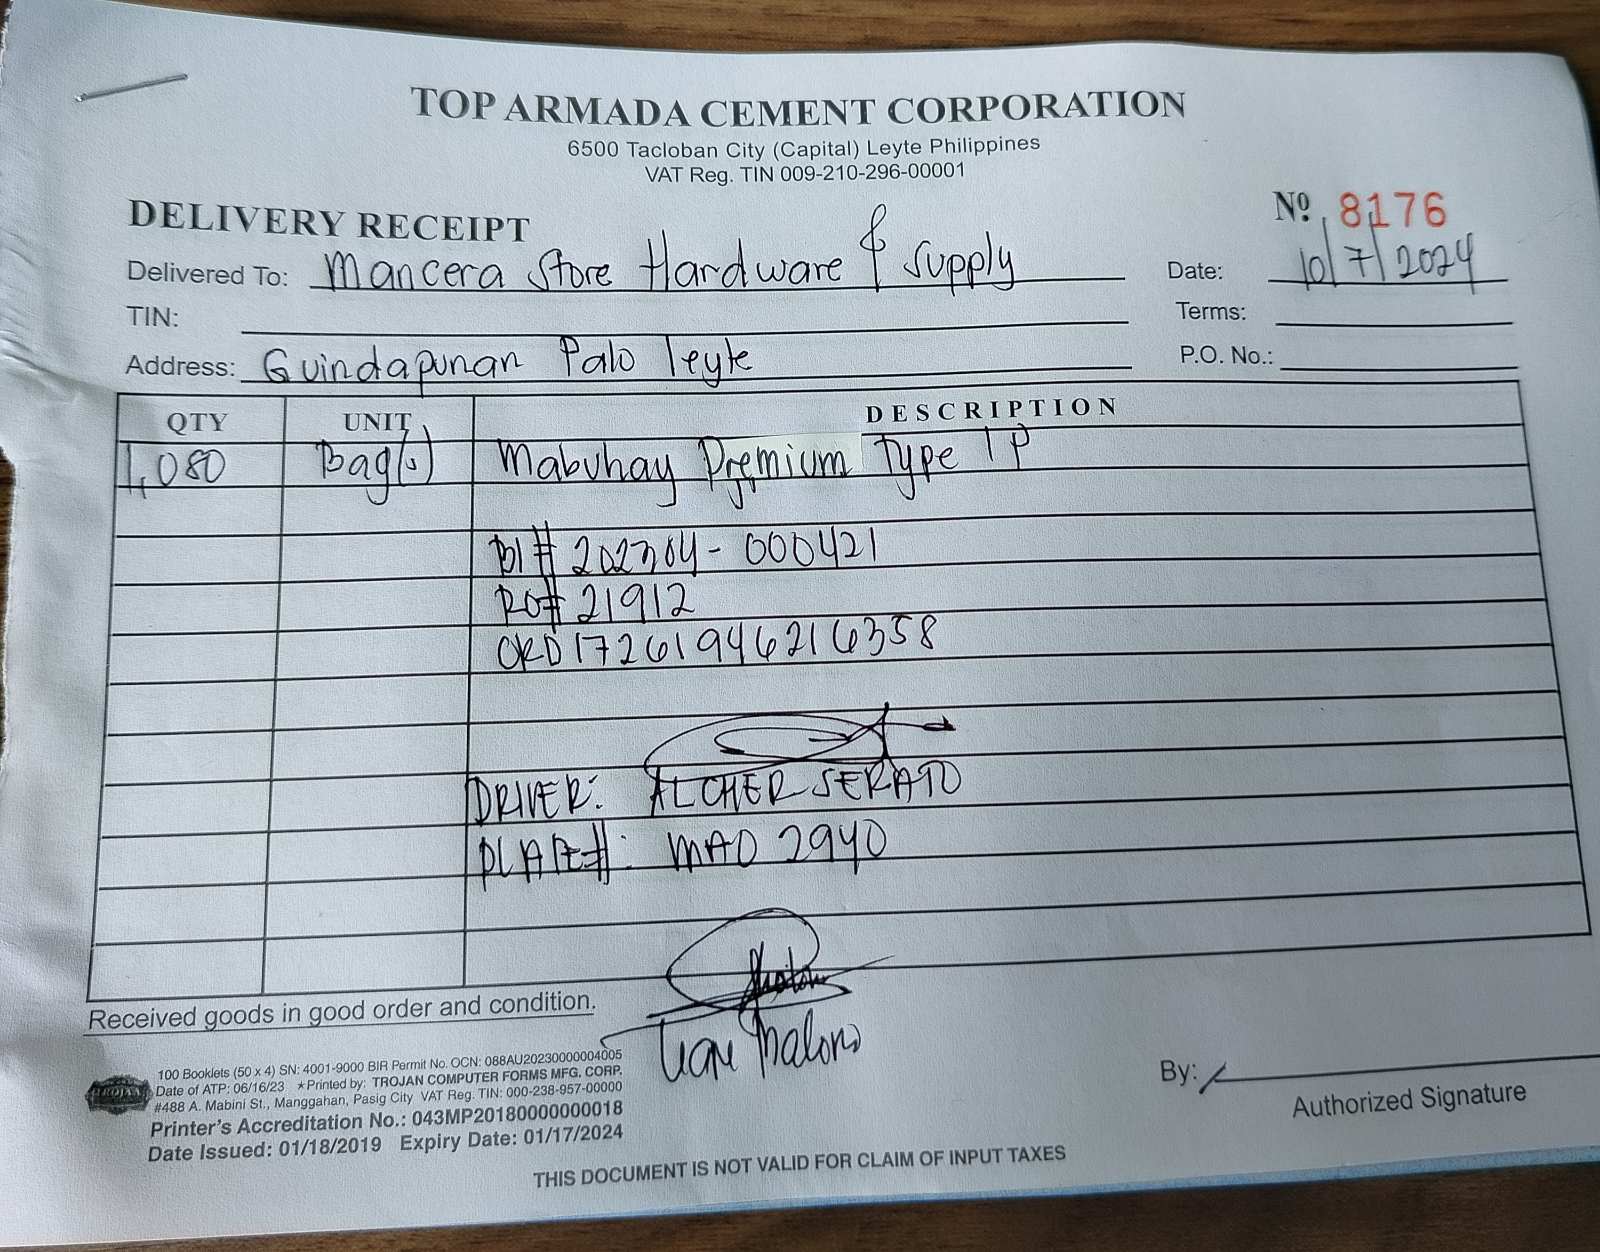 TOP ARMADA CEMENT CORPORATION
6500 Tacloban City (Capital) Leyte Philippines
VAT Reg. TIN 009-210-296-00001
DELIVERY RECEIPT
Nº 8176
Delivered To: Mancera Store Hardware & Supply
Date: 10/7/2024
TIN:
Terms:
Address: Guindapunan Palo leyte
P.O. No.:
QTY UNIT DESCRIPTION
1,080 Bag(s) Mabuhay Premium Type 1P
BI# 202304-000421
RO# 21912
ORD17261946216358
DRIVER: ALCHER SERATO
PLATE#: MAD 2940
Received goods in good order and condition.
100 Booklets (50 x 4) SN: 4001-9000 BIR Permit No. OCN: 088AU20230000004005
Date of ATP: 06/16/23 ★Printed by: TROJAN COMPUTER FORMS MFG. CORP.
#488 A. Mabini St., Manggahan, Pasig City VAT Reg. TIN: 000-238-957-00000
Printer's Accreditation No.: 043MP20180000000018
Date Issued: 01/18/2019 Expiry Date: 01/17/2024
TROJAN
By:
Authorized Signature
THIS DOCUMENT IS NOT VALID FOR CLAIM OF INPUT TAXES